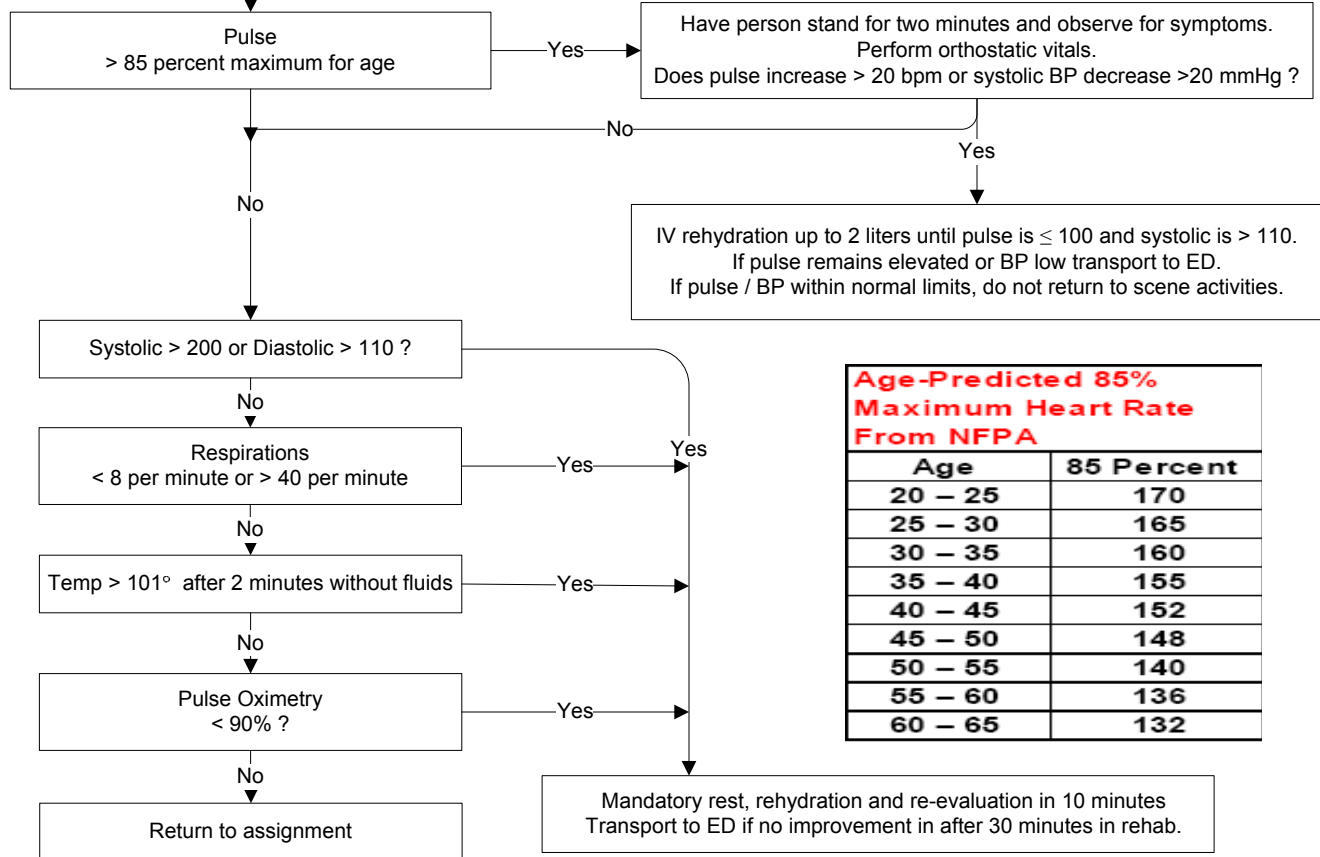 Pulse
> 85 percent maximum for age
Yes
Have person stand for two minutes and observe for symptoms.
Perform orthostatic vitals.
Does pulse increase > 20 bpm or systolic BP decrease >20 mmHg ?
No
Yes
No
IV rehydration up to 2 liters until pulse is ≤ 100 and systolic is > 110.
If pulse remains elevated or BP low transport to ED.
If pulse / BP within normal limits, do not return to scene activities.
Systolic > 200 or Diastolic > 110 ?
No
Yes
Respirations
< 8 per minute or > 40 per minute
Yes
No
Temp > 101° after 2 minutes without fluids
Yes
No
Pulse Oximetry
< 90% ?
Yes
No
Return to assignment
Age-Predicted 85%
Maximum Heart Rate
From NFPA
Age 85 Percent
20 – 25 170
25 – 30 165
30 – 35 160
35 – 40 155
40 – 45 152
45 – 50 148
50 – 55 140
55 – 60 136
60 – 65 132
Mandatory rest, rehydration and re-evaluation in 10 minutes
Transport to ED if no improvement in after 30 minutes in rehab.